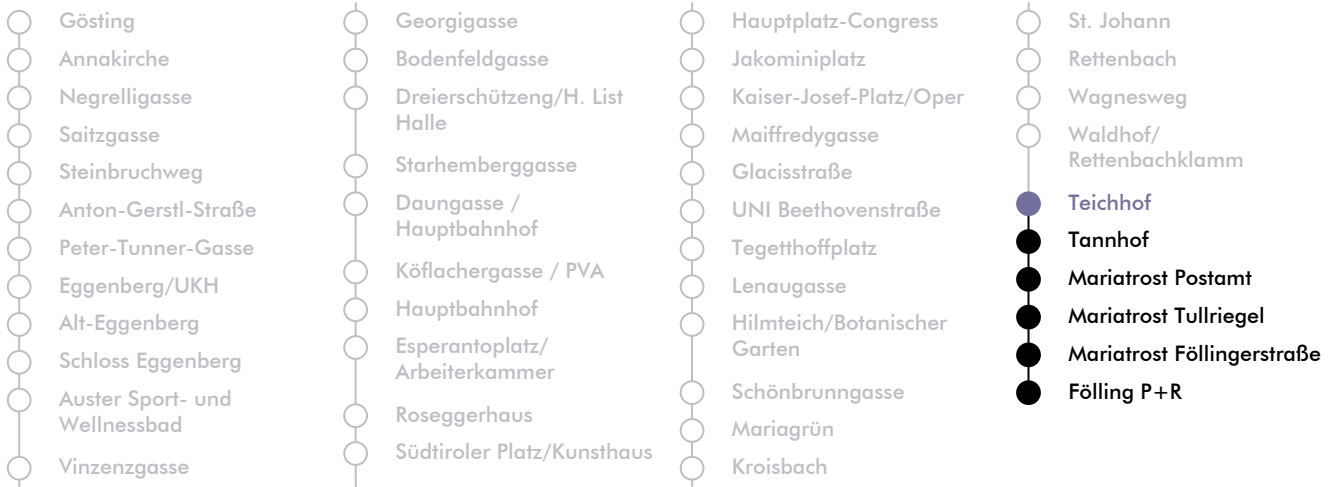 Gösting
Annakirche
Negrelligasse
Saitzgasse
Steinbruchweg
Anton-Gerstl-Straße
Peter-Tunner-Gasse
Eggenberg/UKH
Alt-Eggenberg
Schloss Eggenberg
Auster Sport- und
Wellnessbad
Vinzenzgasse
Georgigasse
Bodenfeldgasse
Dreierschützeng/H. List
Halle
Starhemberggasse
Daungasse /
Hauptbahnhof
Köflachergasse / PVA
Hauptbahnhof
Esperantoplatz/
Arbeiterkammer
Roseggerhaus
Südtiroler Platz/Kunsthaus
Hauptplatz-Congress
Jakominiplatz
Kaiser-Josef-Platz/Oper
Maiffredygasse
Glacisstraße
UNI Beethovenstraße
Tegetthoffplatz
Lenaugasse
Hilmteich/Botanischer
Garten
Schönbrunngasse
Mariagrün
Kroisbach
St. Johann
Rettenbach
Wagnesweg
Waldhof/
Rettenbachklamm
Teichhof
Tannhof
Mariatrost Postamt
Mariatrost Tullriegel
Mariatrost Föllingerstraße
Fölling P+R